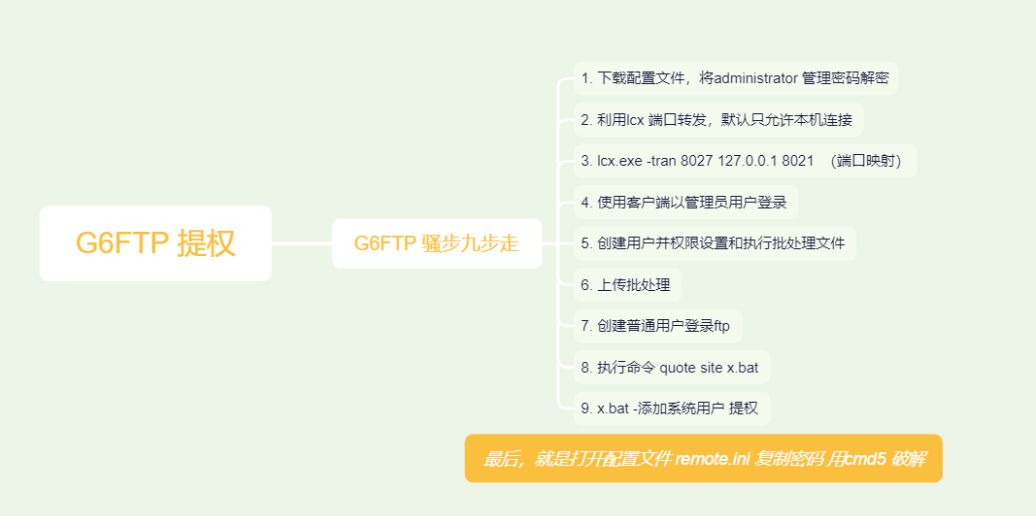 G6FTP 提权
G6FTP 骚步九步走
1. 下载配置文件，将administrator 管理密码解密
2. 利用lcx 端口转发，默认只允许本机连接
3. lcx.exe -tran 8027 127.0.0.1 8021 （端口映射）
4. 使用客户端以管理员用户登录
5. 创建用户并权限设置和执行批处理文件
6. 上传批处理
7. 创建普通用户登录ftp
8. 执行命令 quote site x.bat
9. x.bat -添加系统用户 提权
最后，就是打开配置文件 remote.ini 复制密码 用cmd5 破解